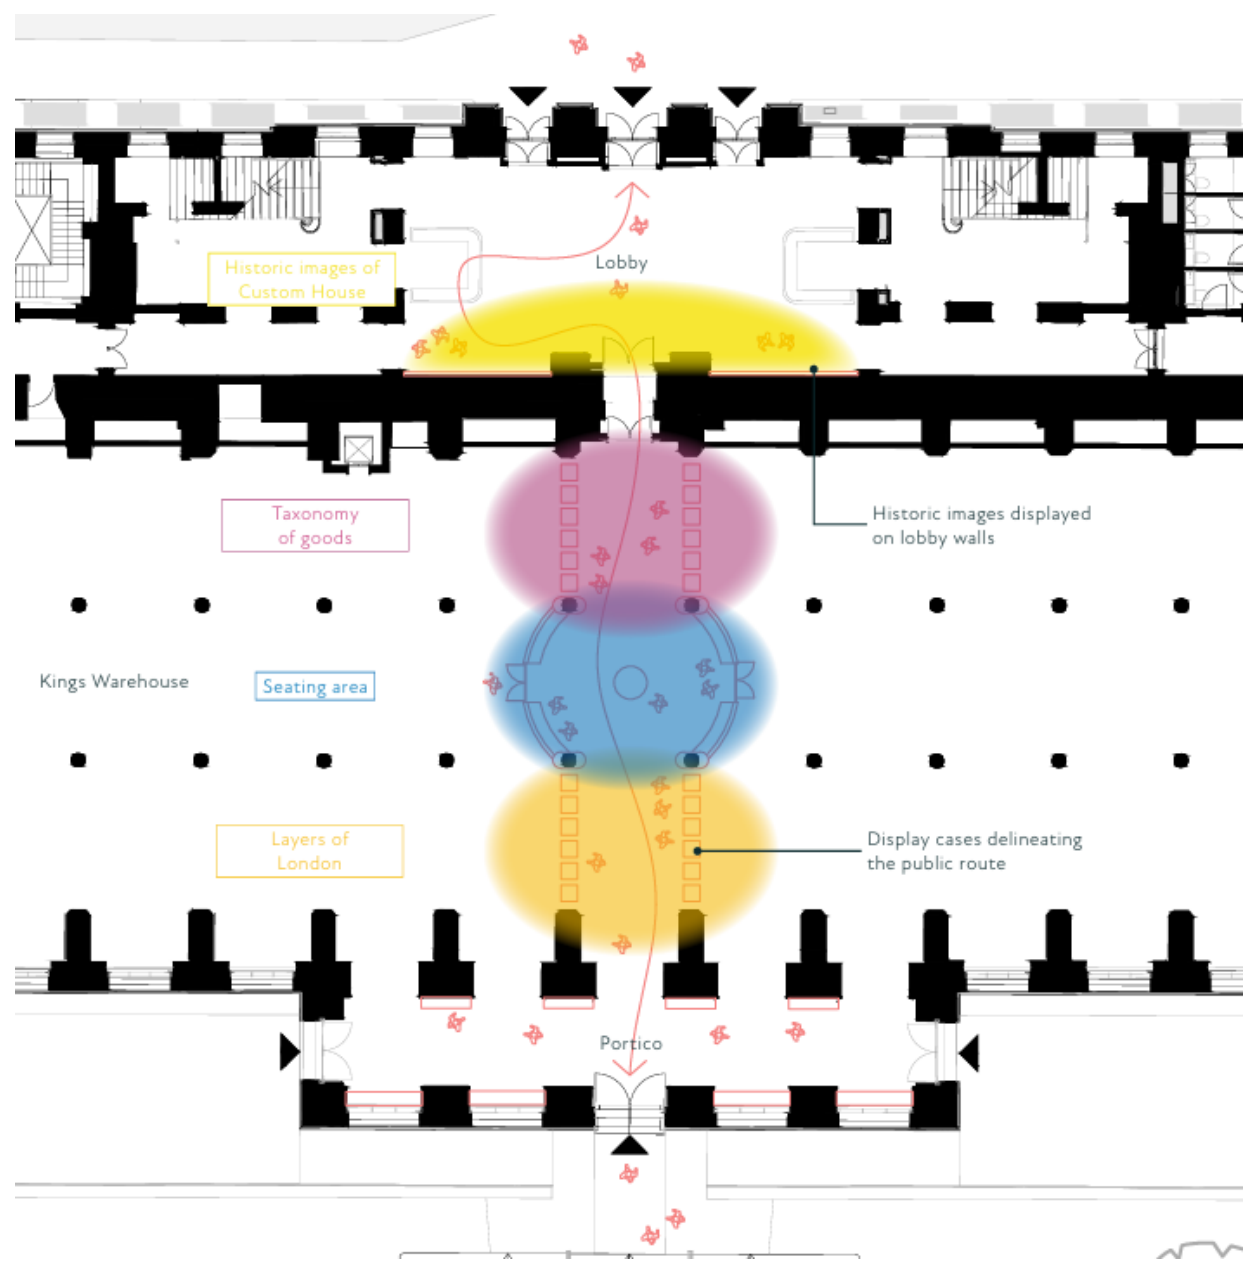 Lobby
Historic images of
Custom House
Taxonomy
of goods
Historic images displayed
on lobby walls
Kings Warehouse
Seating area
Layers of
London
Display cases delineating
the public route
Portico